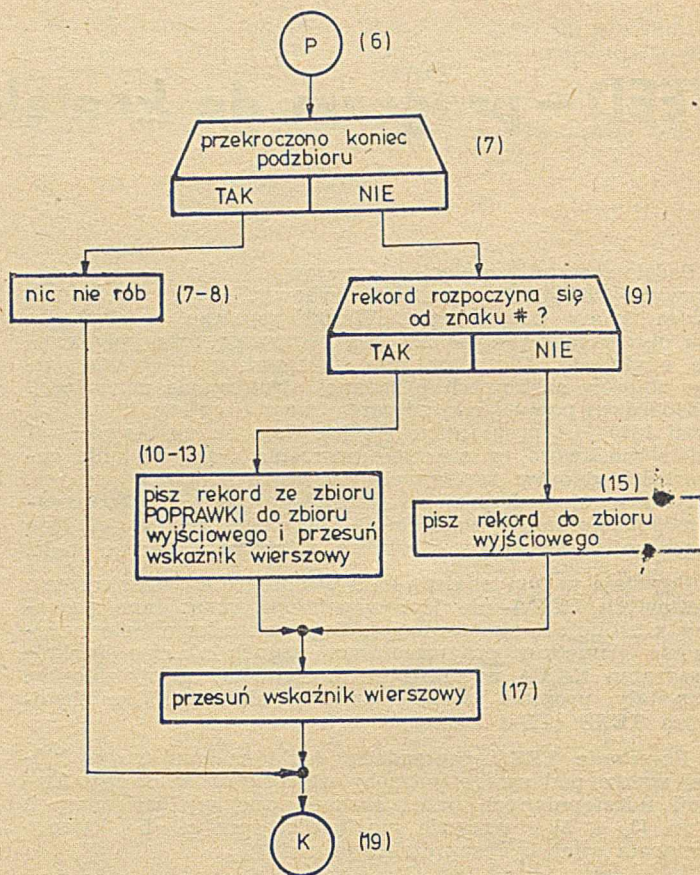 P (6)
przekroczono koniec (7)
podzbioru
TAK NIE
nic nie rób (7-8)
rekord rozpoczyna się (9)
od znaku # ?
TAK NIE
(10-13)
pisz rekord ze zbioru
POPRAWKI do zbioru
wyjściowego i przesuń
wskaźnik wierszowy
(15)
pisz rekord do zbioru
wyjściowego
przesuń wskaźnik wierszowy (17)
K (19)